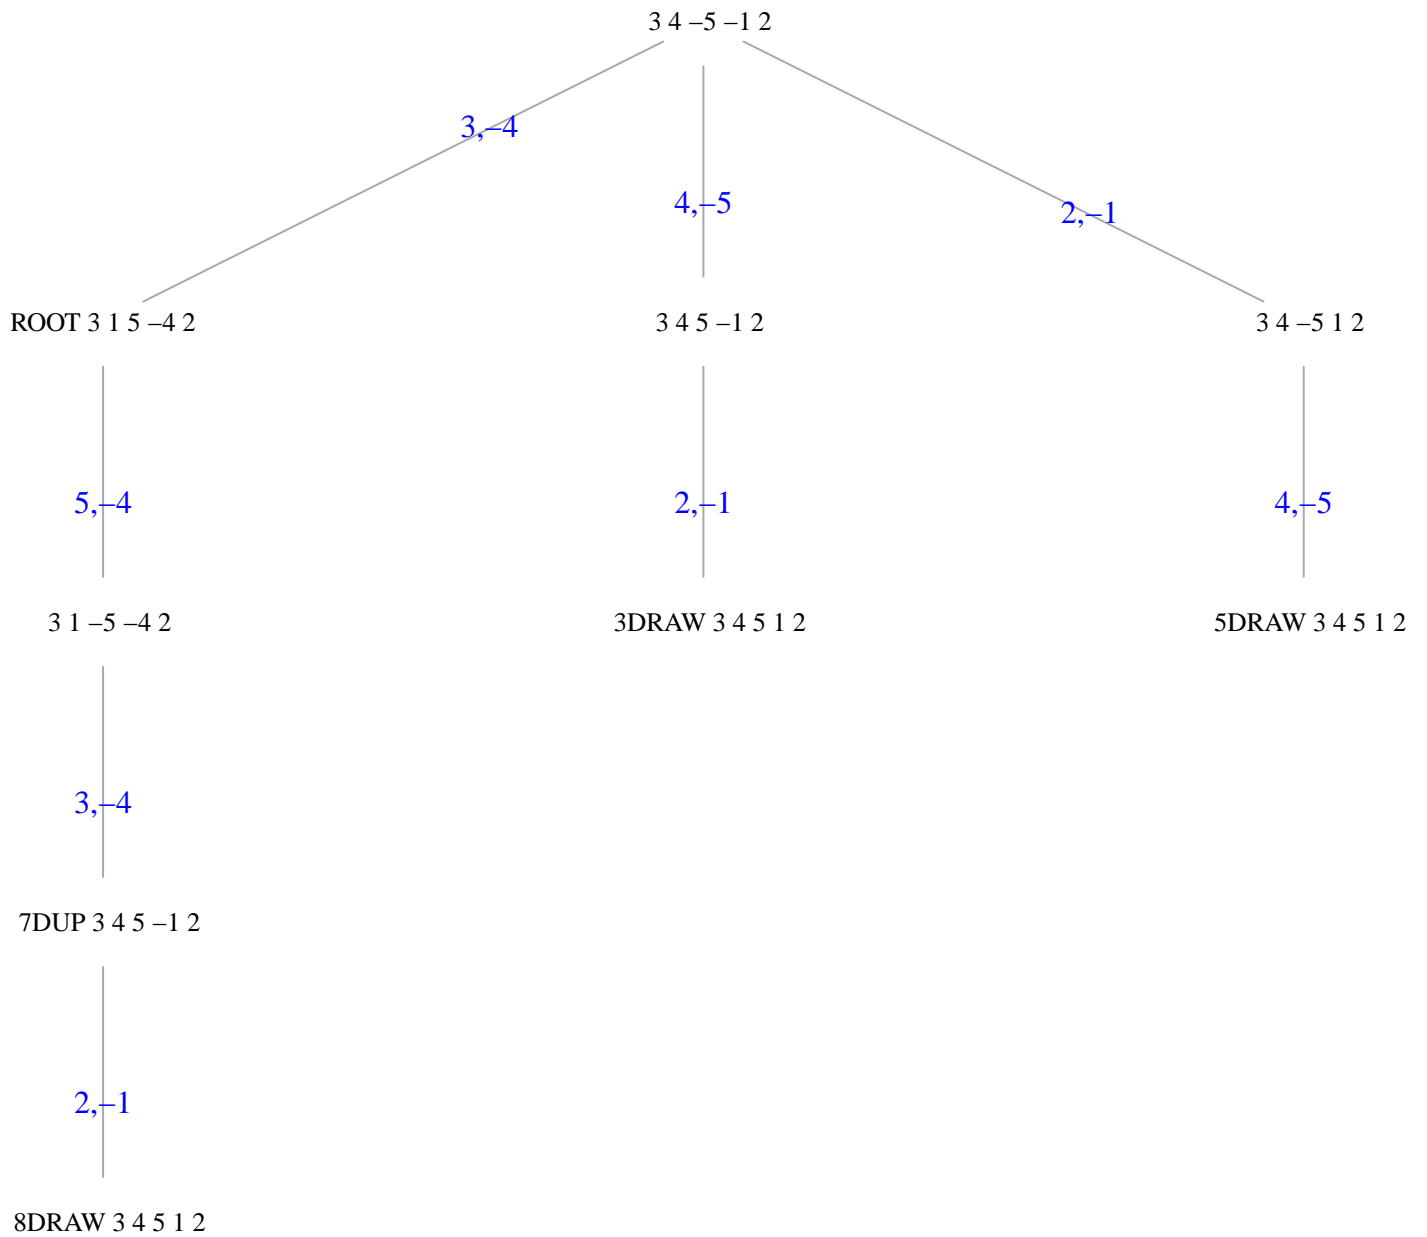 3 4 –5 –1 2
3,–4
4,–5
2,–1
ROOT 3 1 5 –4 2
3 4 5 –1 2
3 4 –5 1 2
5,–4
2,–1
4,–5
3 1 –5 –4 2
3DRAW 3 4 5 1 2
5DRAW 3 4 5 1 2
3,–4
7DUP 3 4 5 –1 2
2,–1
8DRAW 3 4 5 1 2